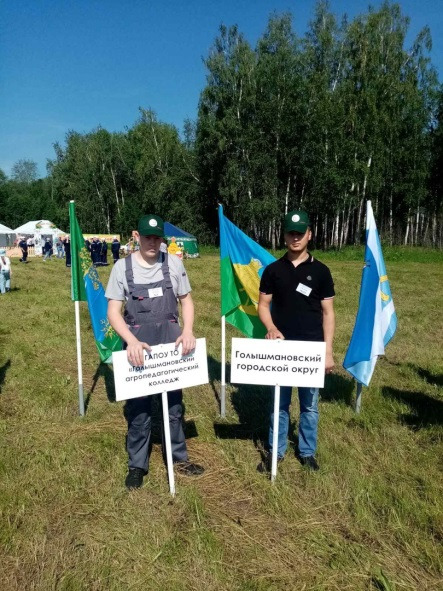 ГАПОУ ТО
«Голышмановский
агропедагогический
колледж
Голышмановский
городской округ